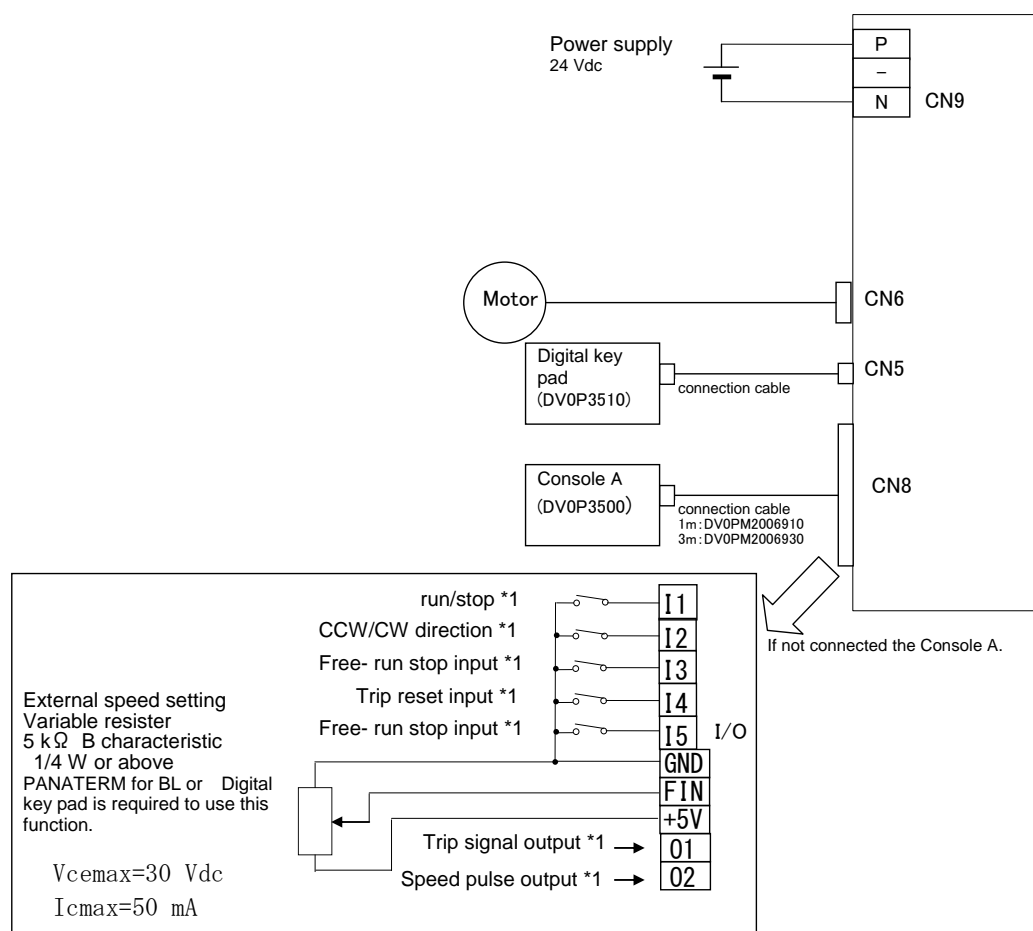 Power supply
24 Vdc
P
−
N
CN9
Motor
CN6
Digital key
pad
(DV0P3510)
connection cable
CN5
Console A
(DV0P3500)
connection cable
1m:DV0PM2006910
3m:DV0PM2006930
CN8
If not connected the Console A.
run/stop *1
I1
CCW/CW direction *1
I2
Free- run stop input *1
I3
Trip reset input *1
I4
Free- run stop input *1
I5
I/O
GND
FIN
+5V
External speed setting
Variable resister
5 kΩ B characteristic
1/4 W or above
PANATERM for BL or Digital
key pad is required to use this
function.
Trip signal output *1
O1
Speed pulse output *1
O2
Vcemax=30 Vdc
Icmax=50 mA